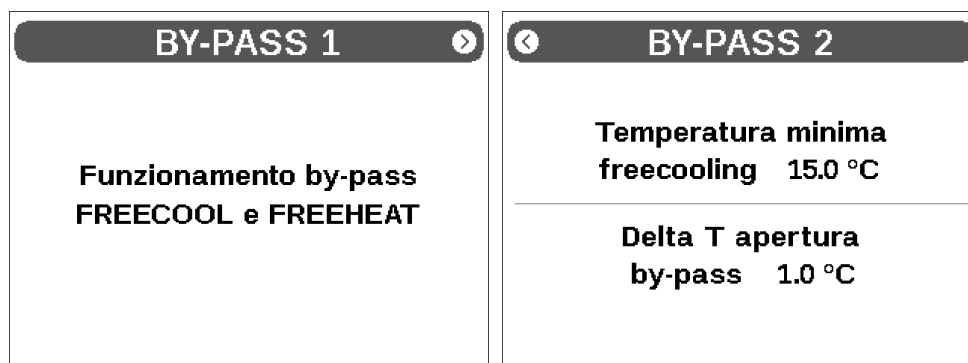 BY-PASS 1
Funzionamento by-pass
FREECOOL e FREEHEAT
BY-PASS 2
Temperatura minima
freecooling 15.0 °C
Delta T apertura
by-pass 1.0 °C